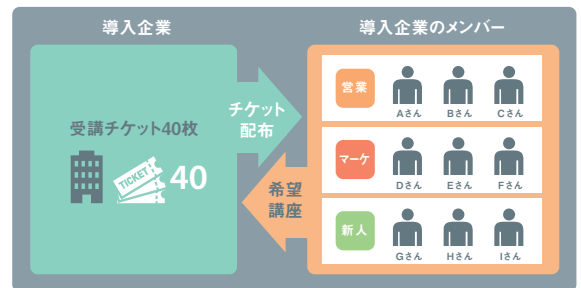 導入企業
受講チケット40枚
TICKET
40
チケット
配布
希望
講座
導入企業のメンバー
営業
Aさん
Bさん
Cさん
マーケ
Dさん
Eさん
Fさん
新人
Gさん
Hさん
Iさん